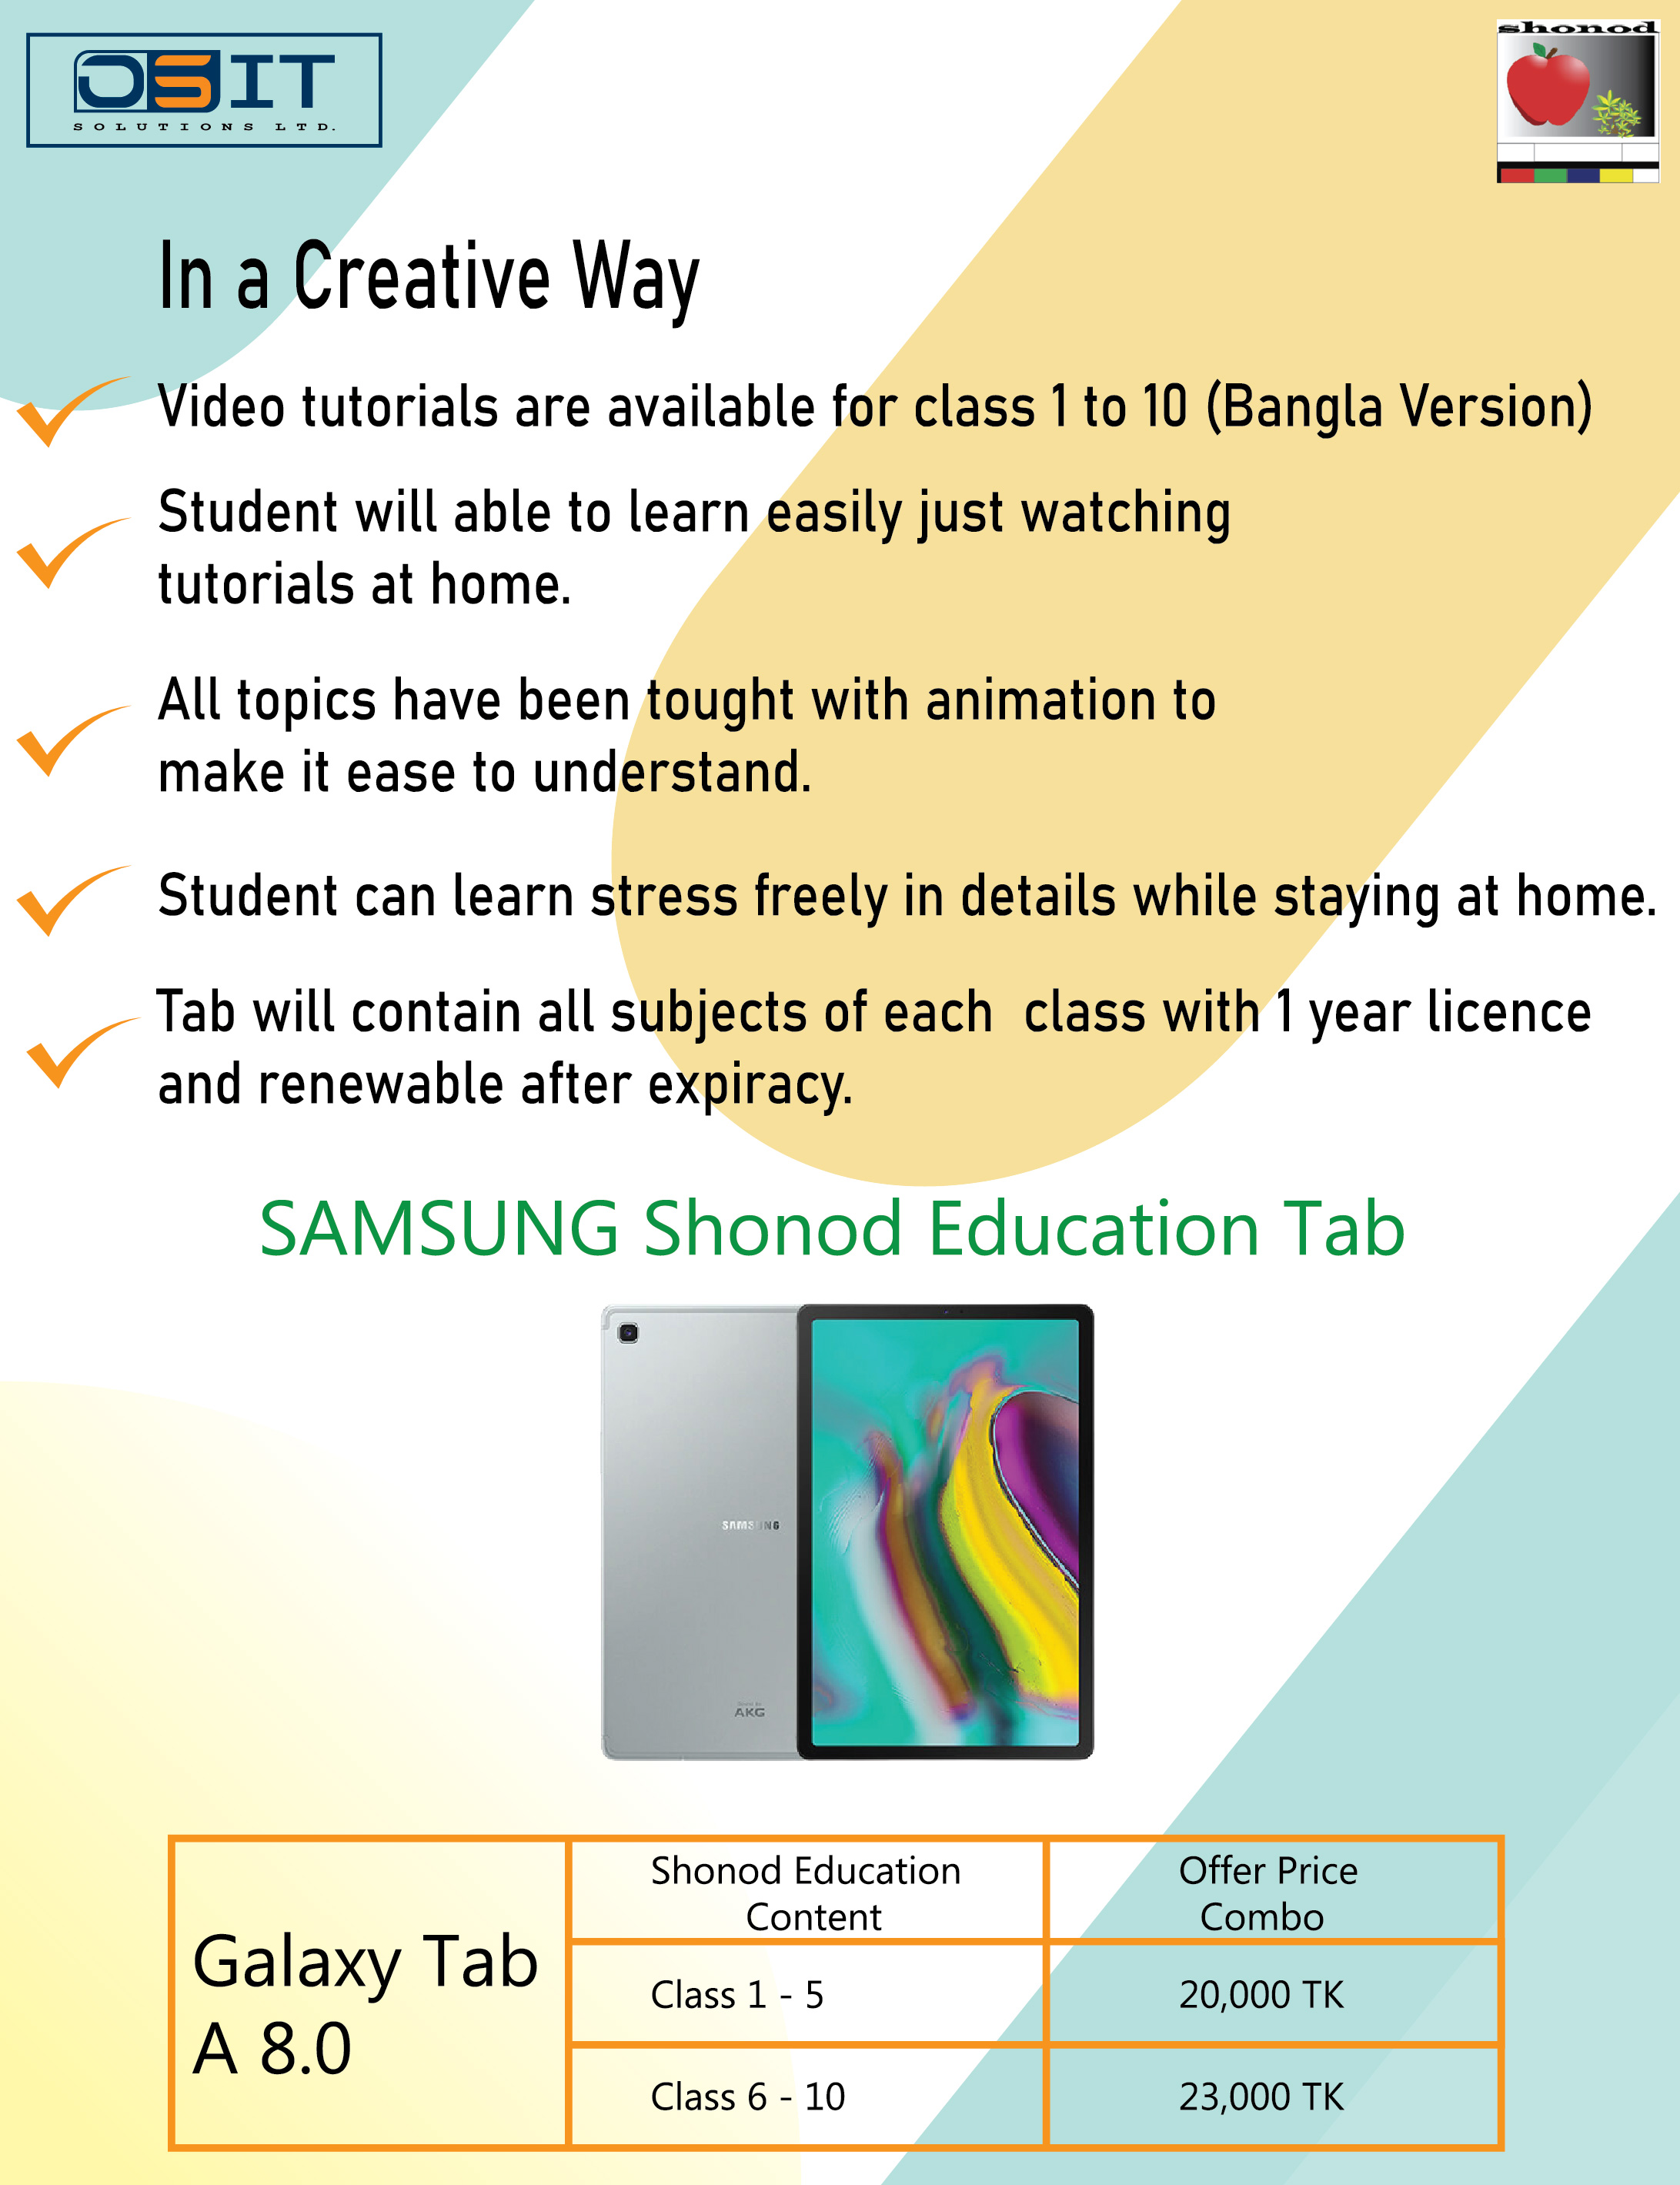 OSIT
SOLUTIONS LTD.
shonod
In a Creative Way
Video tutorials are available for class 1 to 10 (Bangla Version)
Student will able to learn easily just watching
tutorials at home.
All topics have been tought with animation to
make it ease to understand.
Student can learn stress freely in details while staying at home.
Tab will contain all subjects of each class with 1 year licence
and renewable after expiracy.
SAMSUNG Shonod Education Tab
SAMSUNG
AKG
Galaxy Tab
A 8.0
Shonod Education
Content
Offer Price
Combo
Class 1 - 5
20,000 TK
Class 6 - 10
23,000 TK